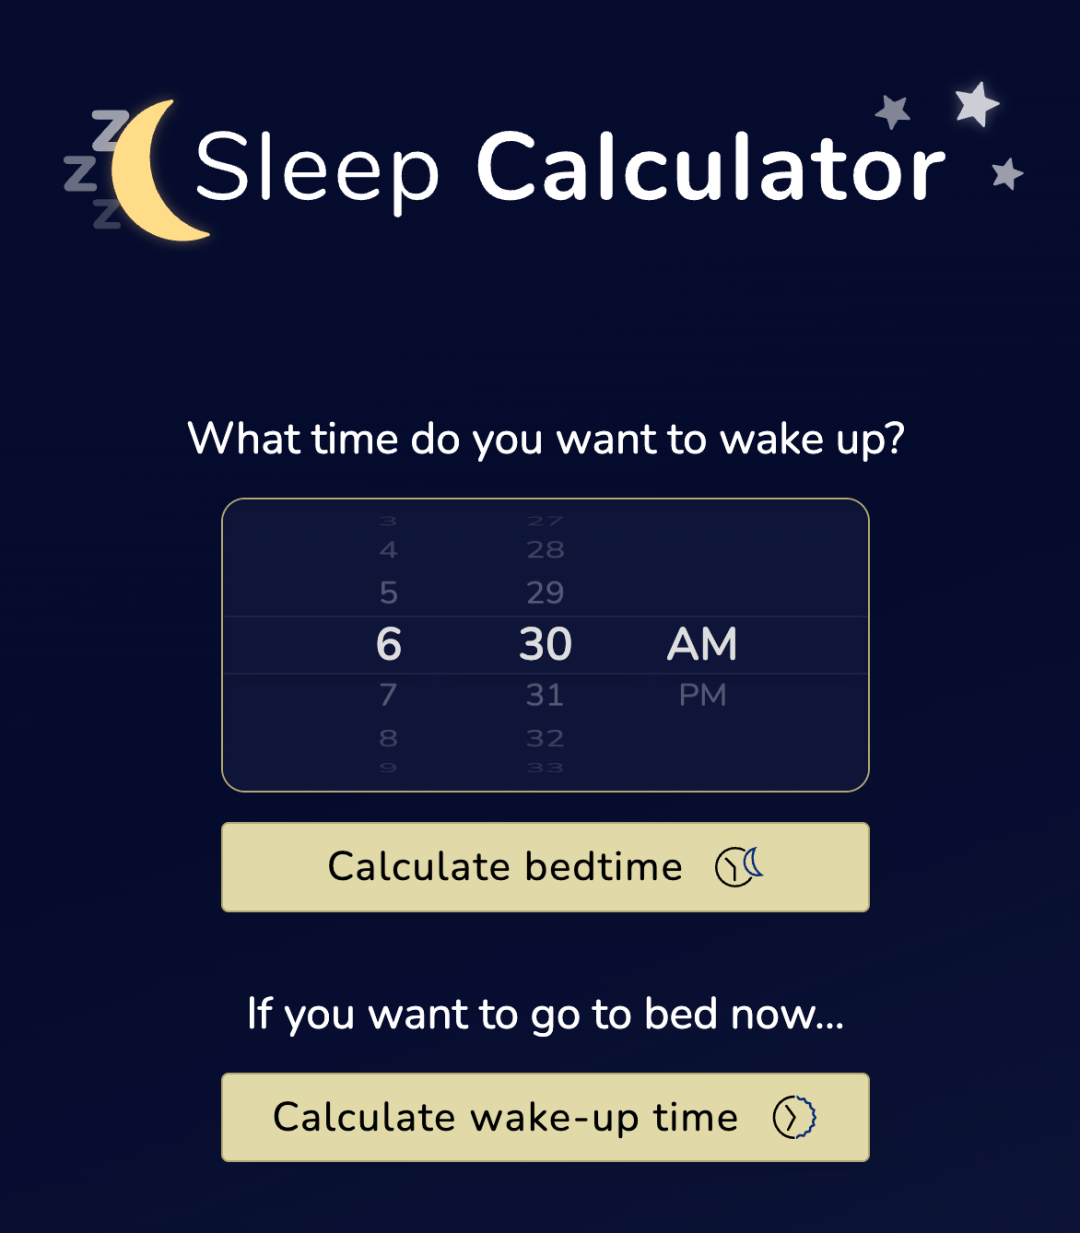 z
z
z
Sleep Calculator
What time do you want to wake up?
3 27
4 28
5 29
6 30 AM
7 31 PM
8 32
9 33
Calculate bedtime
If you want to go to bed now...
Calculate wake-up time